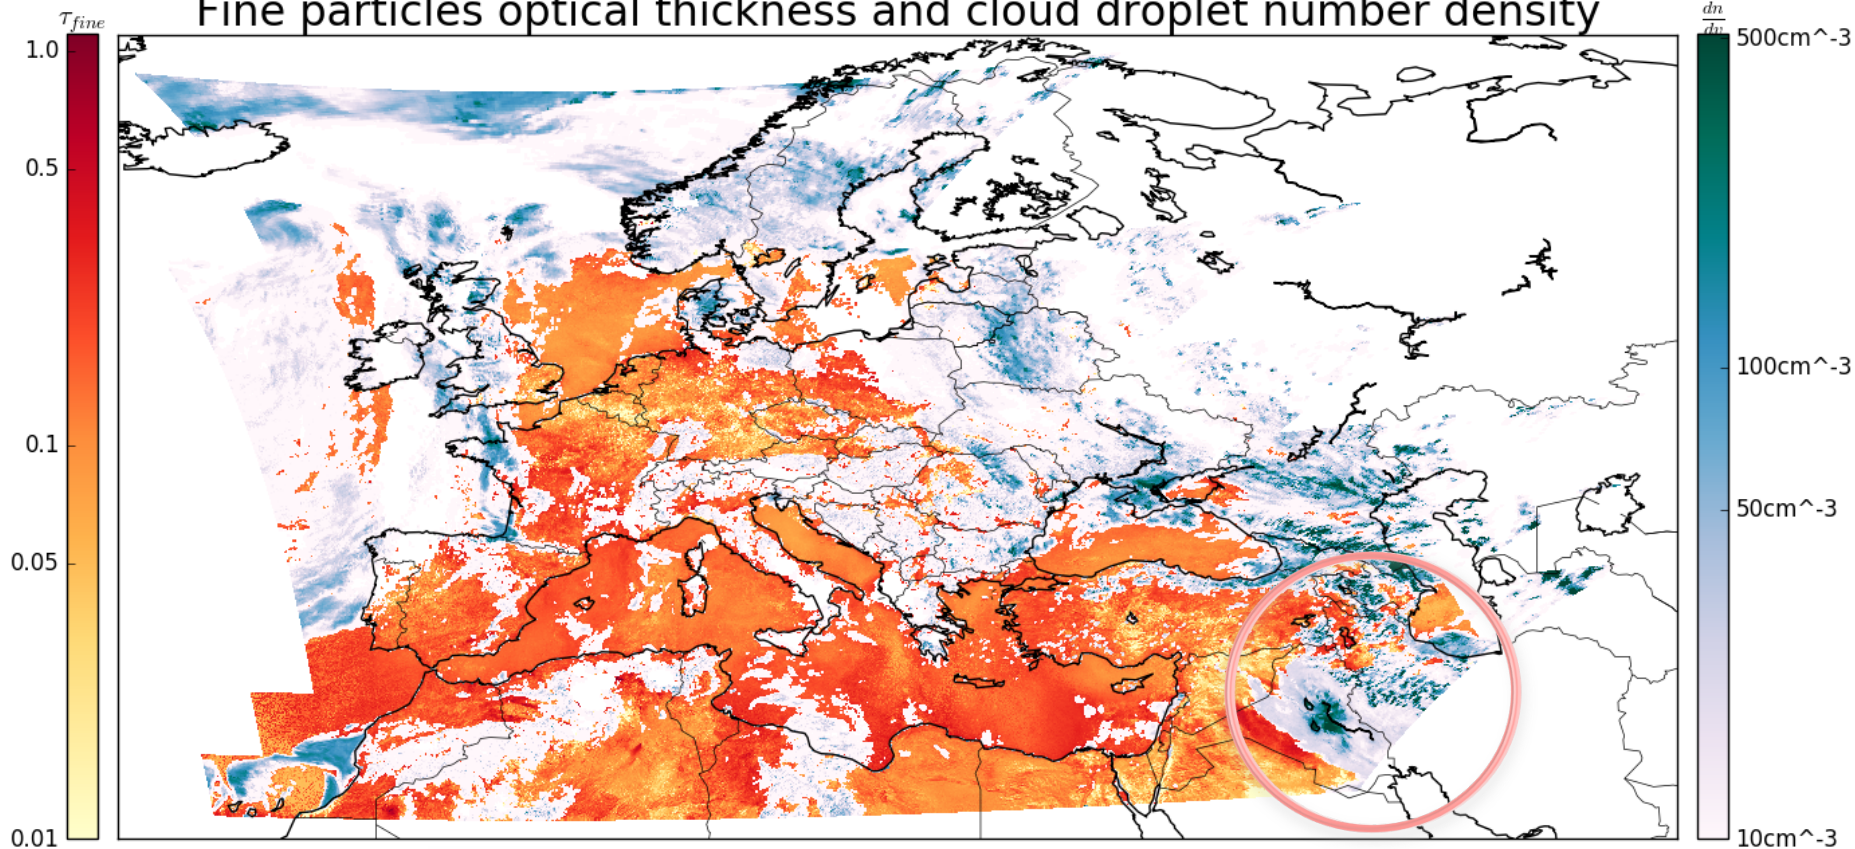 Fine particles optical thickness and cloud droplet number density
τ_fine
1.0
0.5
0.1
0.05
0.01
dn
dv
500cm^-3
100cm^-3
50cm^-3
10cm^-3